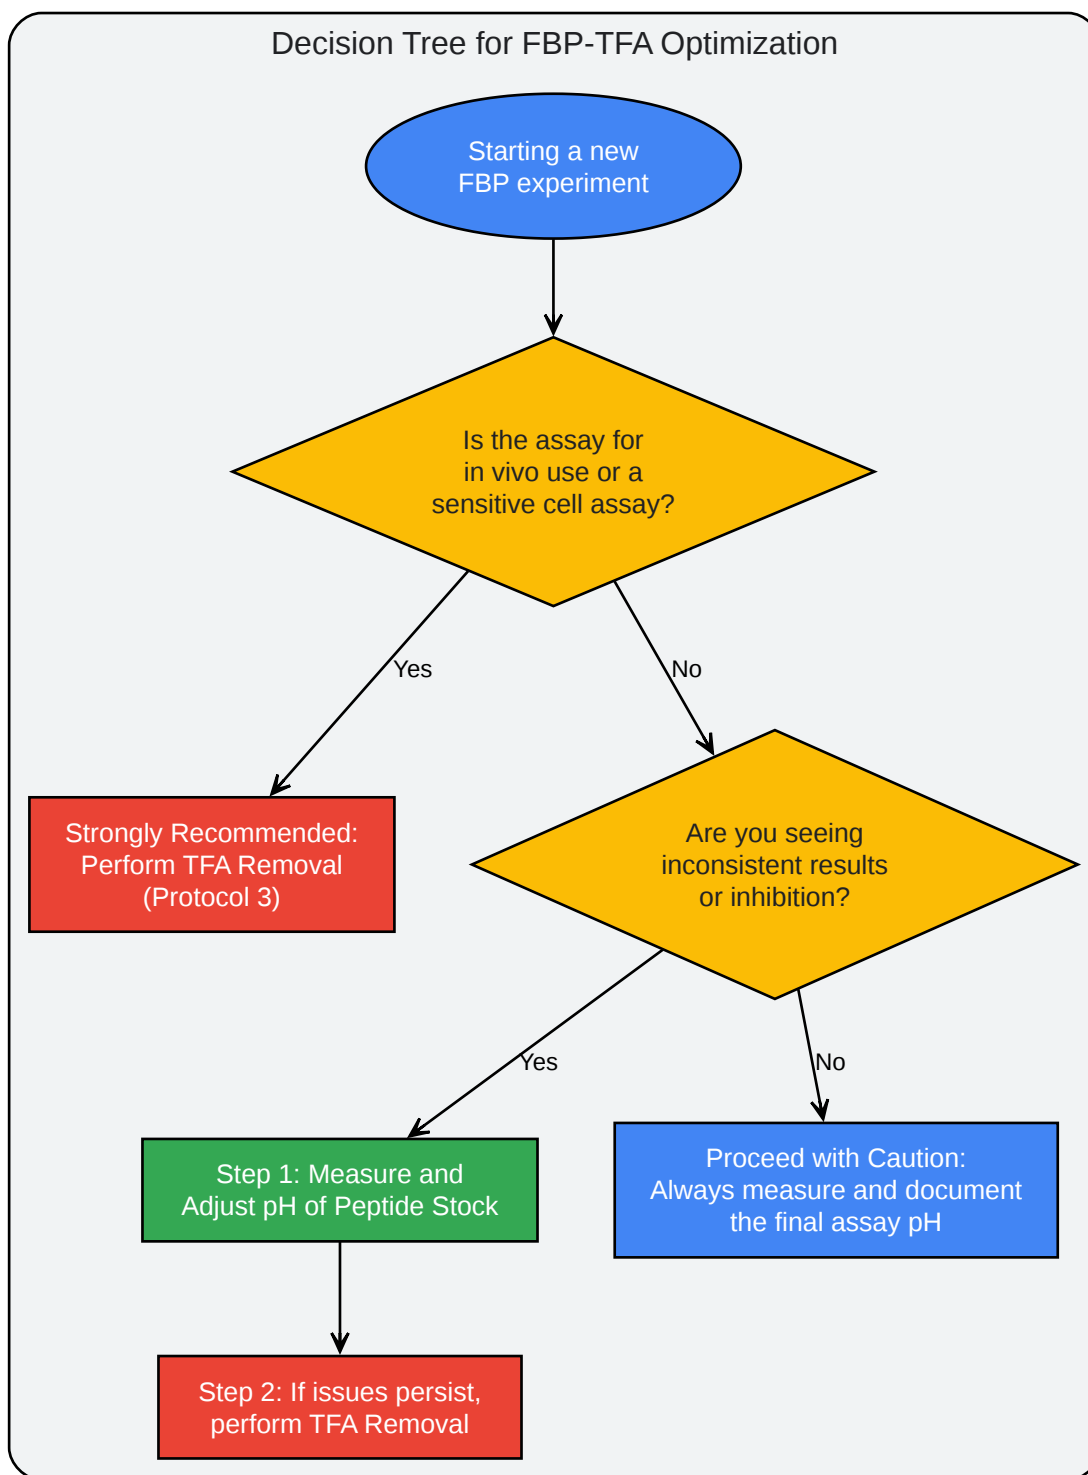 Decision Tree for FBP-TFA Optimization
Starting a new
FBP experiment
Is the assay for
in vivo use or a
sensitive cell assay?
Yes
No
Strongly Recommended:
Perform TFA Removal
(Protocol 3)
Are you seeing
inconsistent results
or inhibition?
Yes
No
Step 1: Measure and
Adjust pH of Peptide Stock
Proceed with Caution:
Always measure and document
the final assay pH
Step 2: If issues persist,
perform TFA Removal